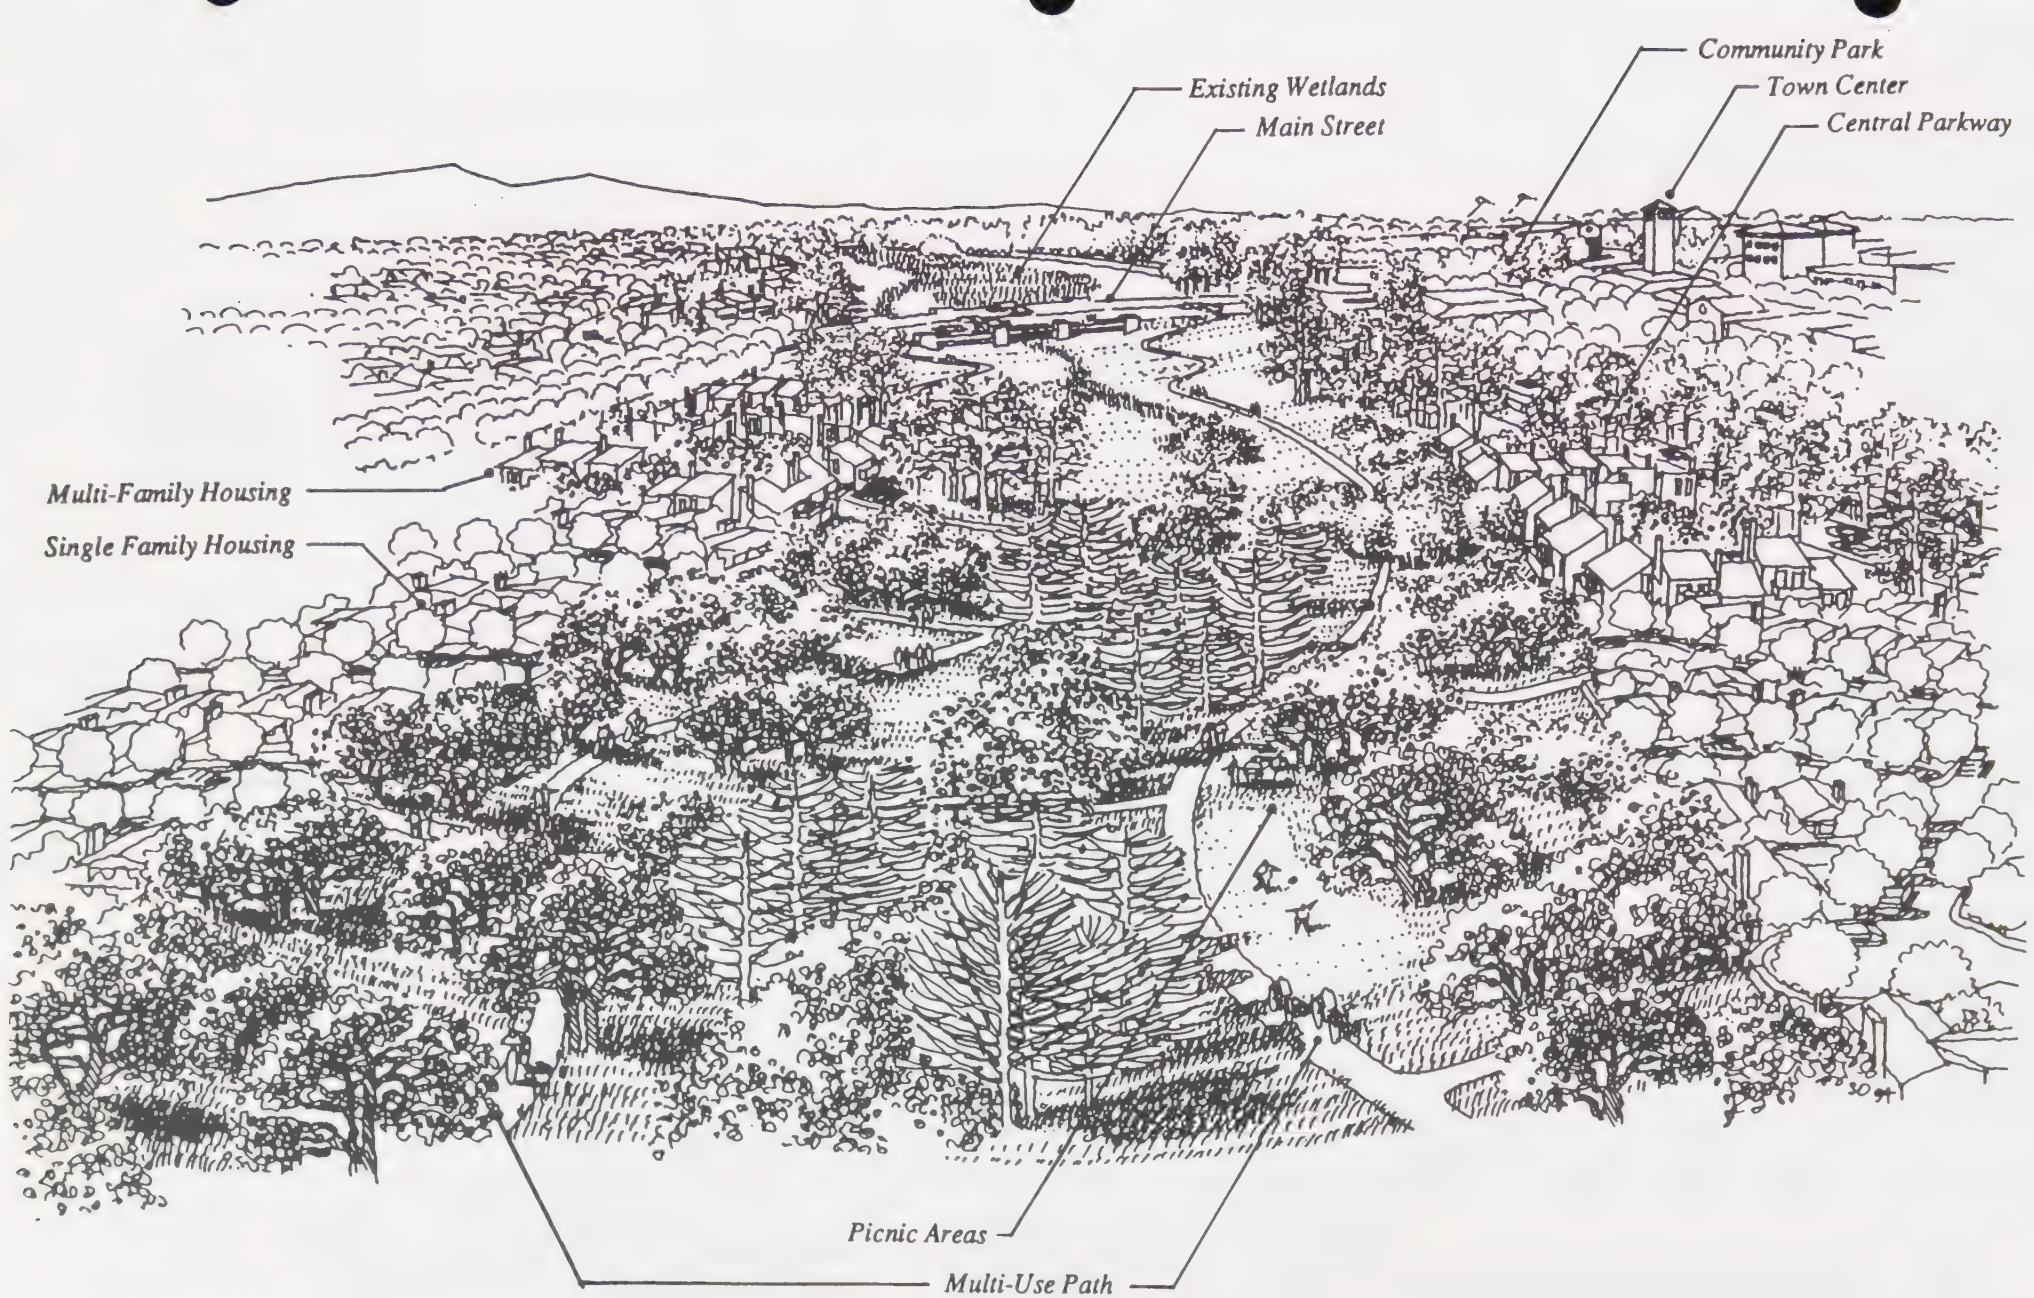 Community Park
Existing Wetlands
Town Center
Main Street
Central Parkway
Multi-Family Housing
Single Family Housing
Picnic Areas
Multi-Use Path